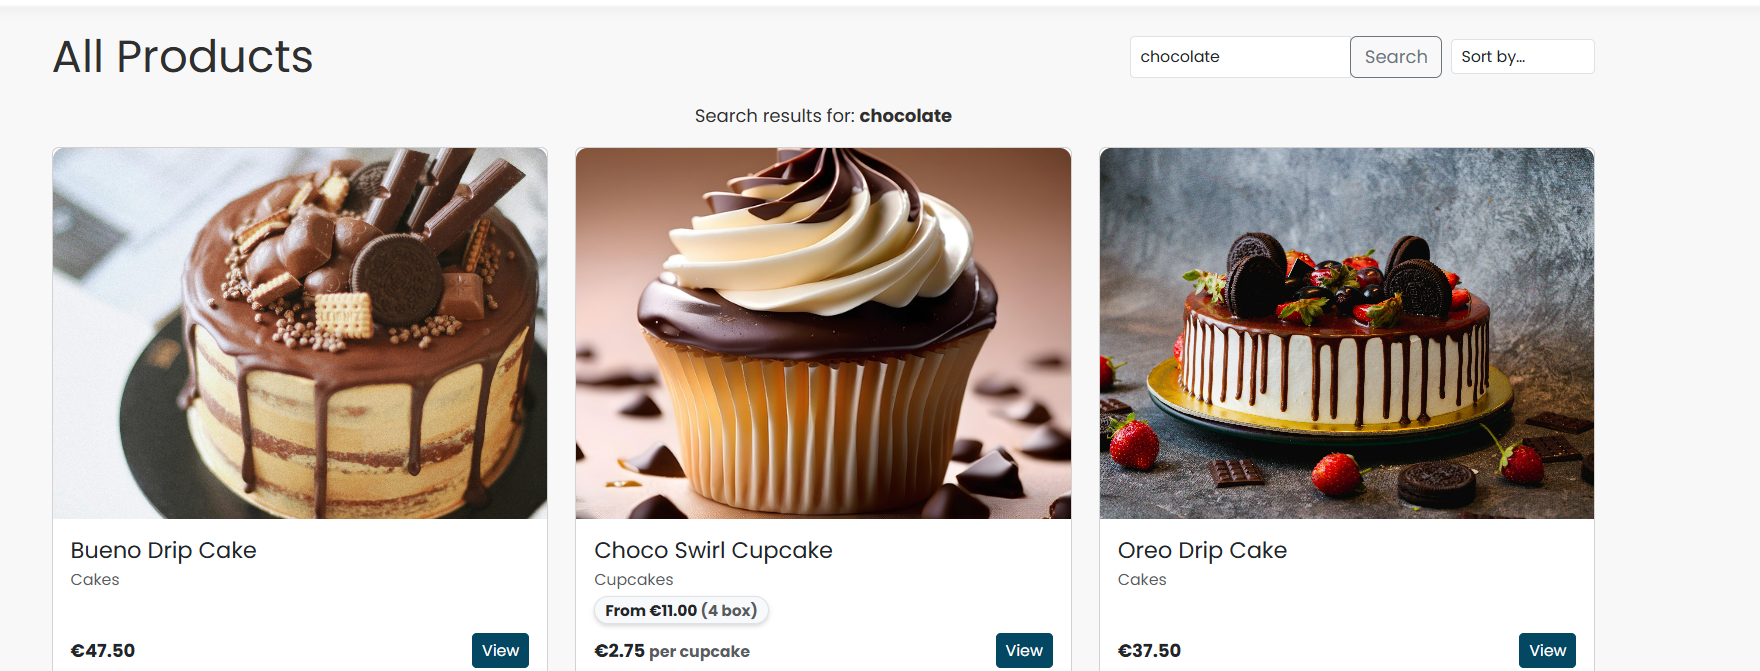 All Products
chocolate
Search
Sort by...
Search results for: chocolate
Bueno Drip Cake
Cakes
€47.50
View
Choco Swirl Cupcake
Cupcakes
From €11.00 (4 box)
€2.75 per cupcake
View
Oreo Drip Cake
Cakes
€37.50
View